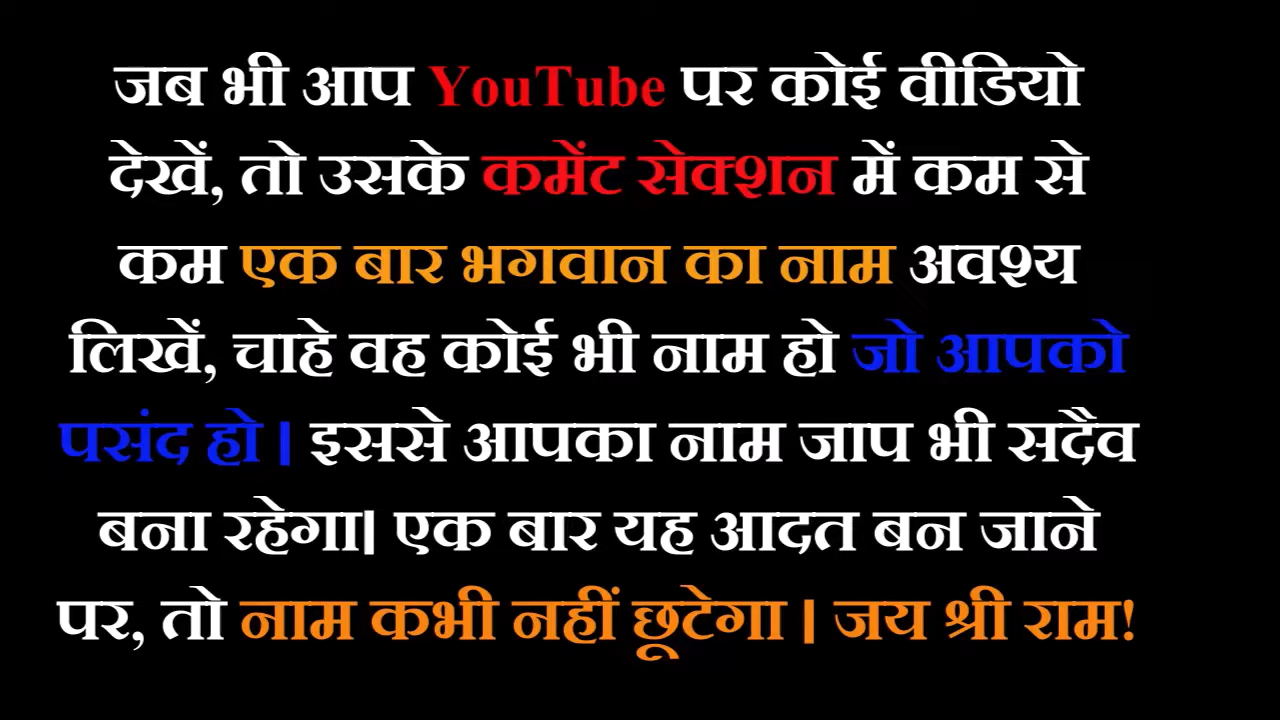 जब भी आप YouTube पर कोई वीडियो
देखें, तो उसके कमेंट सेक्शन में कम से
कम एक बार भगवान का नाम अवश्य
लिखें, चाहे वह कोई भी नाम हो जो आपको
पसंद हो | इससे आपका नाम जाप भी सदैव
बना रहेगा| एक बार यह आदत बन जाने
पर, तो नाम कभी नहीं छूटेगा | जय श्री राम!